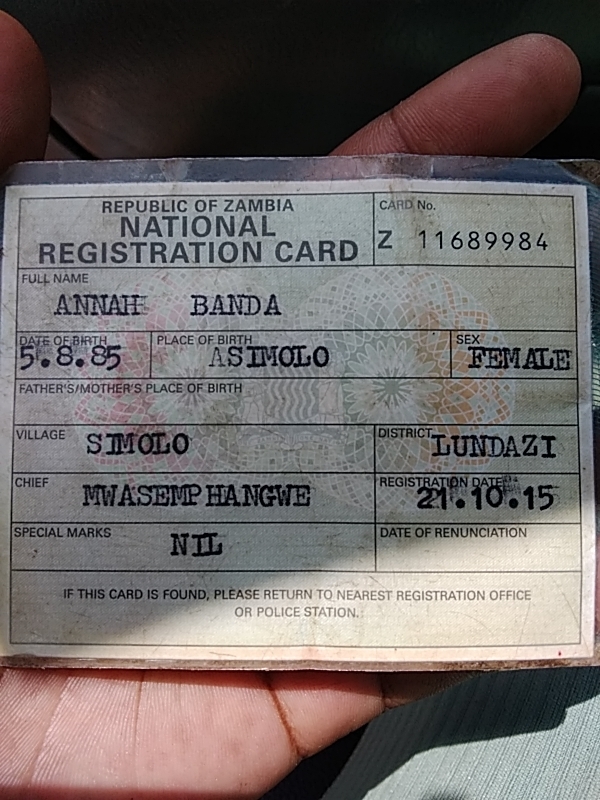 REPUBLIC OF ZAMBIA
NATIONAL
REGISTRATION CARD
CARD No.
Z 11689984
FULL NAME
ANNAH BANDA
DATE OF BIRTH
5.8.85
PLACE OF BIRTH
ASIMOLO
SEX
FEMALE
FATHER'S/MOTHER'S PLACE OF BIRTH
VILLAGE
SIMOLO
DISTRICT
LUNDAZI
CHIEF
MWASEMPHANGWE
REGISTRATION DATE
21.10.15
SPECIAL MARKS
NIL
DATE OF RENUNCIATION
IF THIS CARD IS FOUND, PLEASE RETURN TO NEAREST REGISTRATION OFFICE
OR POLICE STATION.